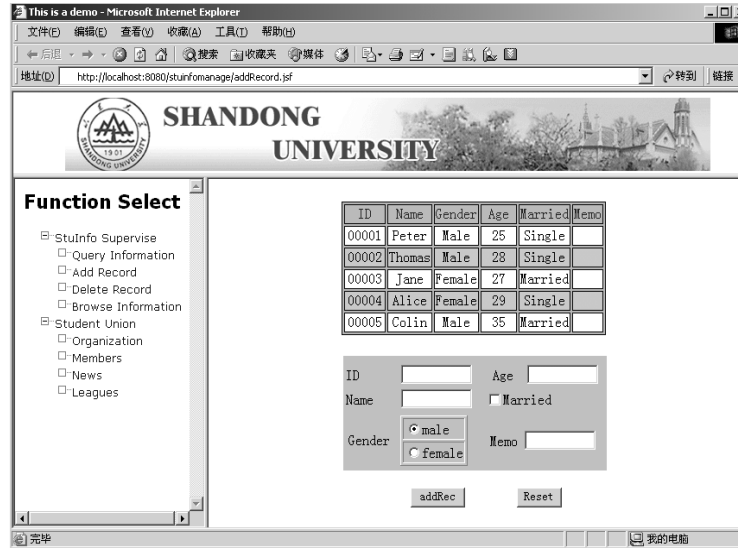 This is a demo - Microsoft Internet Explorer
文件(F) 编辑(E) 查看(V) 收藏(A) 工具(T) 帮助(H)
后退 搜索 收藏夹 媒体
地址(D) http://localhost:8080/stuinfomanage/addRecord.jsf 转到 链接
SHANDONG
UNIVERSITY
1901
SHANDONG UNIVERSITY
Function Select
StuInfo Supervise
Query Information
Add Record
Delete Record
Browse Information
Student Union
Organization
Members
News
Leagues
ID Name Gender Age Married Memo
00001 Peter Male 25 Single
00002 Thomas Male 28 Single
00003 Jane Female 27 Married
00004 Alice Female 29 Single
00005 Colin Male 35 Married
ID Age
Name Married
Gender male Memo
female
addRec Reset
完毕 我的电脑